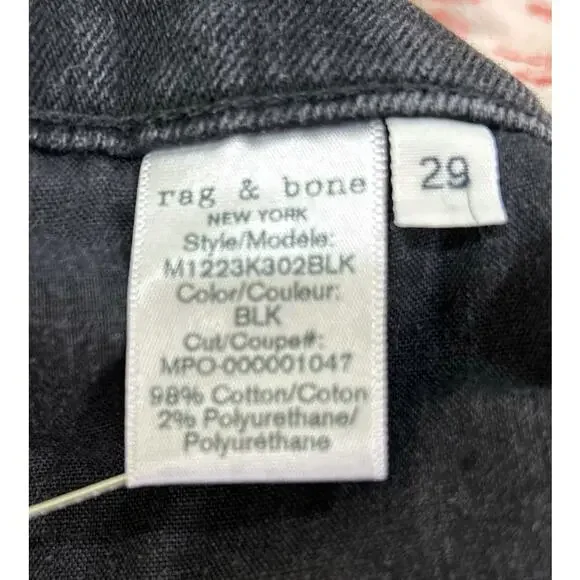 rag & bone
NEW YORK
Style/Modèle:
M1223K302BLK
Color/Couleur:
BLK
Cut/Coupe#:
MPO-000001047
98% Cotton/Coton
2% Polyurethane/
Polyuréthane
29